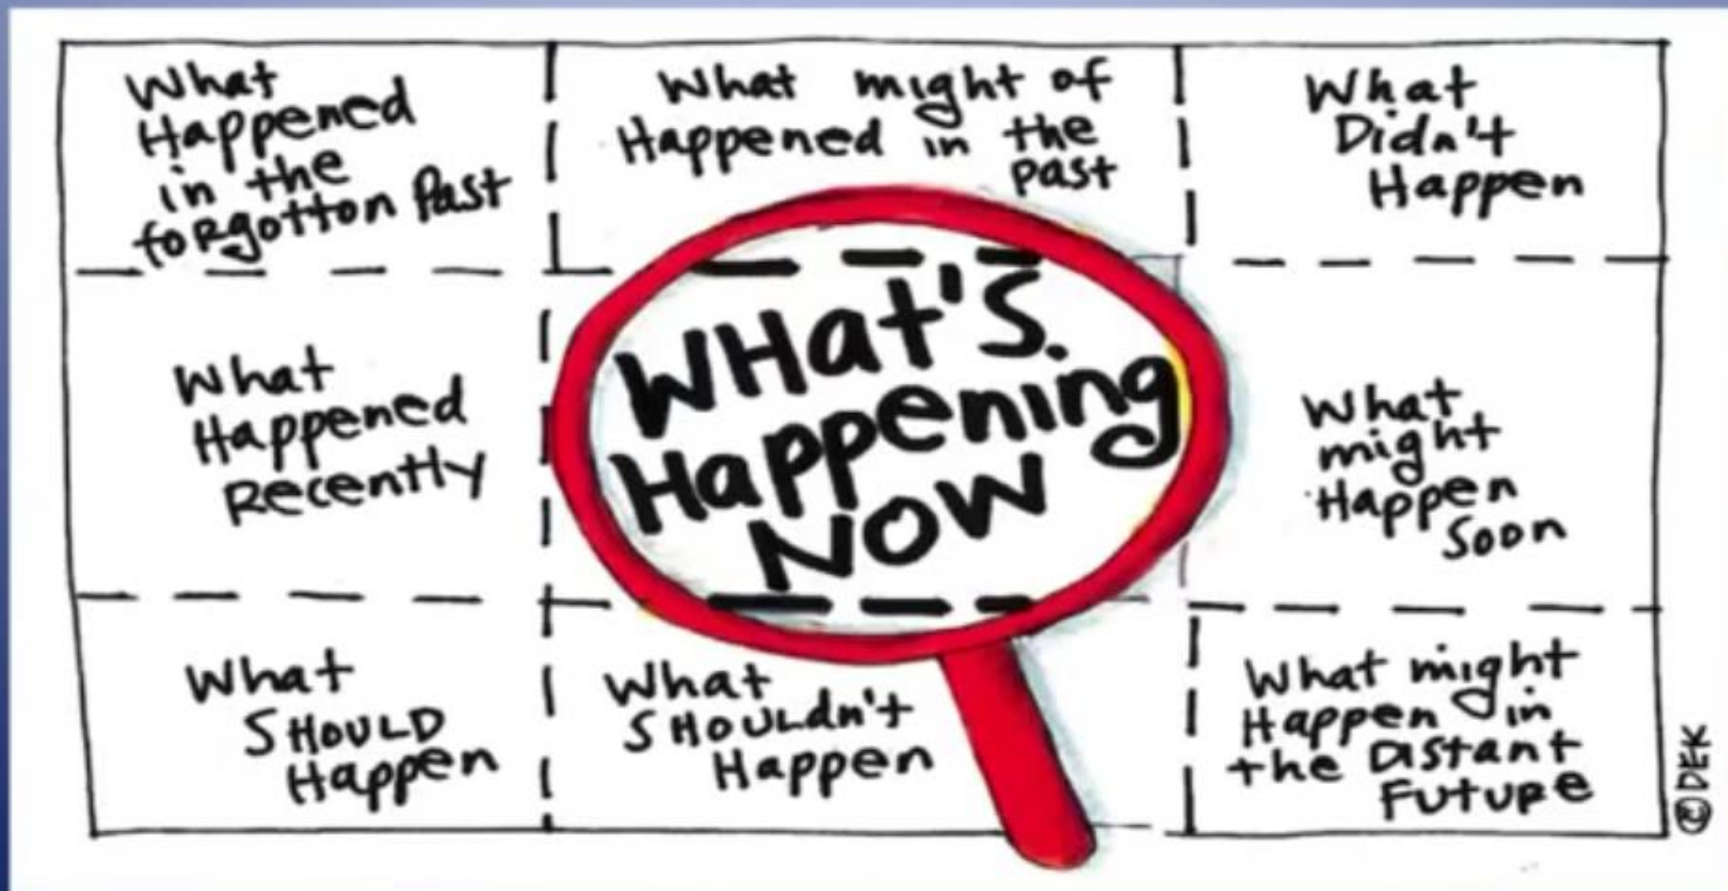 What
Happened
in the
forgotton Past
What might of
Happened in the
past
What
Didn't
Happen
What
Happened
Recently
WHat's.
Happening
NOW
What
might
Happen
Soon
What
SHOULD
Happen
What
SHOULDn't
Happen
What might
Happen in
the Distant
Future
©DEK